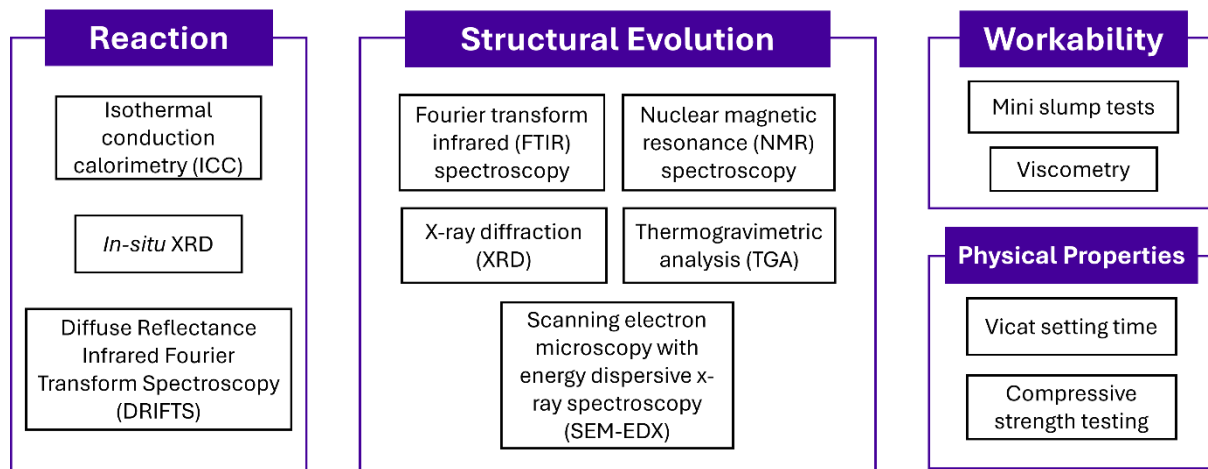 Reaction
Isothermal
conduction
calorimetry (ICC)
In-situ XRD
Diffuse Reflectance
Infrared Fourier
Transform Spectroscopy
(DRIFTS)
Structural Evolution
Fourier transform
infrared (FTIR)
spectroscopy
Nuclear magnetic
resonance (NMR)
spectroscopy
X-ray diffraction
(XRD)
Thermogravimetric
analysis (TGA)
Scanning electron
microscopy with
energy dispersive x-
ray spectroscopy
(SEM-EDX)
Workability
Mini slump tests
Viscometry
Physical Properties
Vicat setting time
Compressive
strength testing